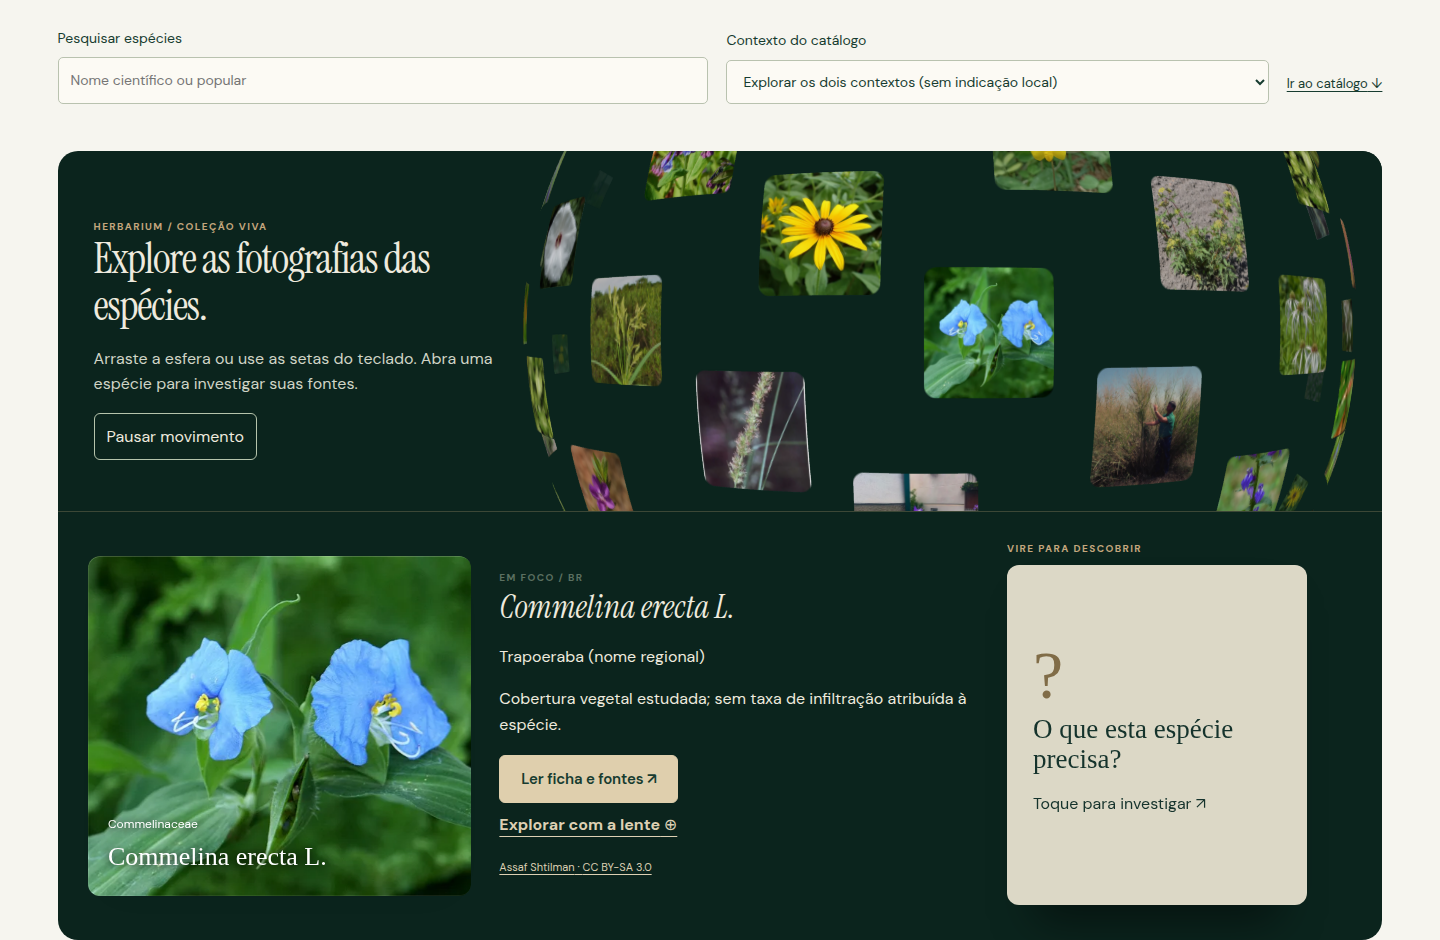 Pesquisar espécies
Nome científico ou popular
Contexto do catálogo
Explorar os dois contextos (sem indicação local)
Ir ao catálogo ↓
HERBARIUM / COLEÇÃO VIVA
Explore as fotografias das
espécies.
Arraste a esfera ou use as setas do teclado. Abra uma
espécie para investigar suas fontes.
Pausar movimento
Commelinaceae
Commelina erecta L.
EM FOCO / BR
Commelina erecta L.
Trapoeraba (nome regional)
Cobertura vegetal estudada; sem taxa de infiltração atribuída à
espécie.
Ler ficha e fontes ↗
Explorar com a lente ⊕
Assaf Shtilman · CC BY-SA 3.0
VIRE PARA DESCOBRIR
?
O que esta espécie
precisa?
Toque para investigar ↗